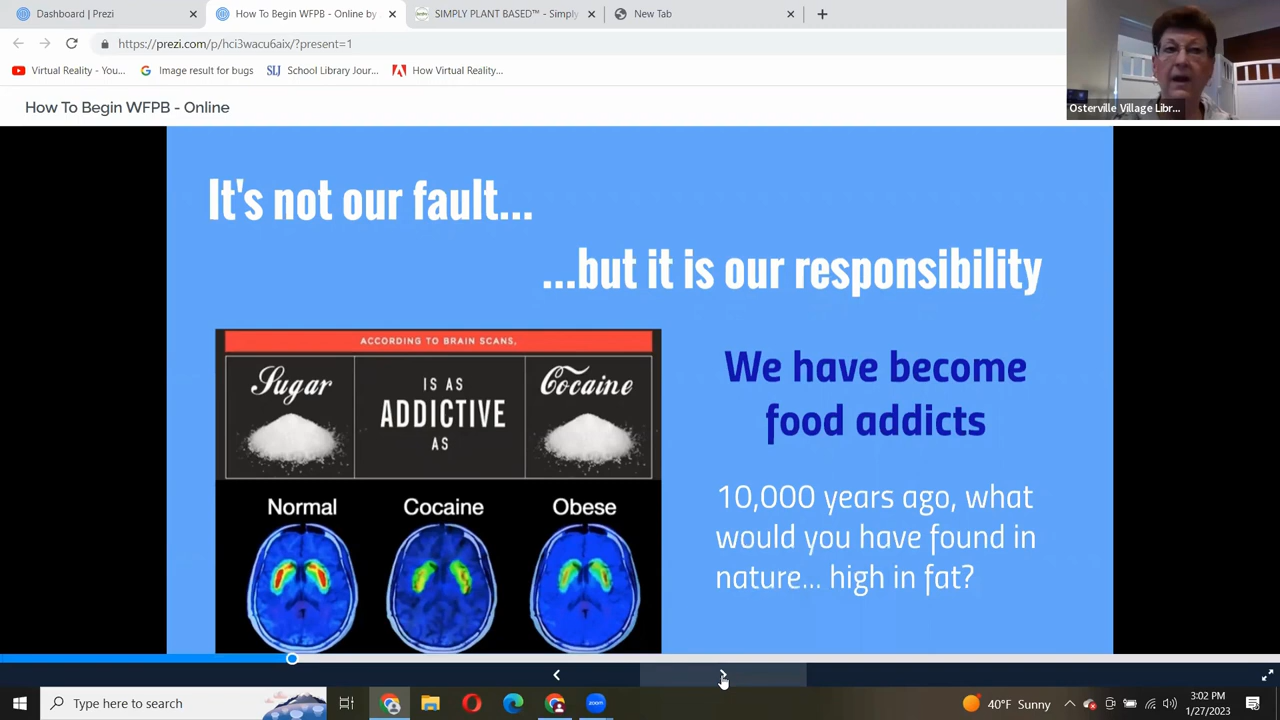 Dashboard | Prezi
How To Begin WFPB - Online by
SIMPLY PLANT BASED™ - Simply
New Tab
https://prezi.com/p/hci3wacu6aix/?present=1
Virtual Reality - You...
Image result for bugs
SLJ
School Library Jour...
How Virtual Reality...
Osterville Village Libr...
How To Begin WFPB - Online
It's not our fault...
...but it is our responsibility
ACCORDING TO BRAIN SCANS,
Sugar
IS AS
ADDICTIVE
AS
Cocaine
Normal
Cocaine
Obese
We have become
food addicts
10,000 years ago, what
would you have found in
nature... high in fat?
Type here to search
zoom
40°F Sunny
3:02 PM
1/27/2023